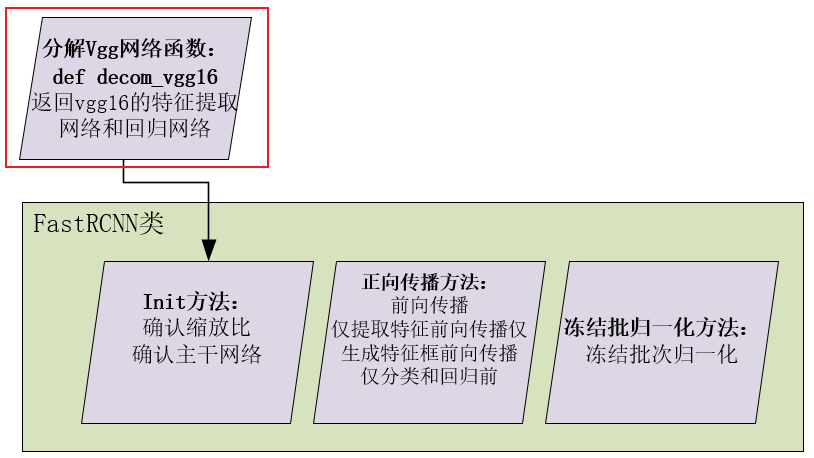 分解Vgg网络函数：
def decom_vgg16
返回vgg16的特征提取
网络和回归网络
FastRCNN类
Init方法：
确认缩放比
确认主干网络
正向传播方法：
前向传播
仅提取特征前向传播仅
生成特征框前向传播
仅分类和回归前
冻结批归一化方法：
冻结批次归一化